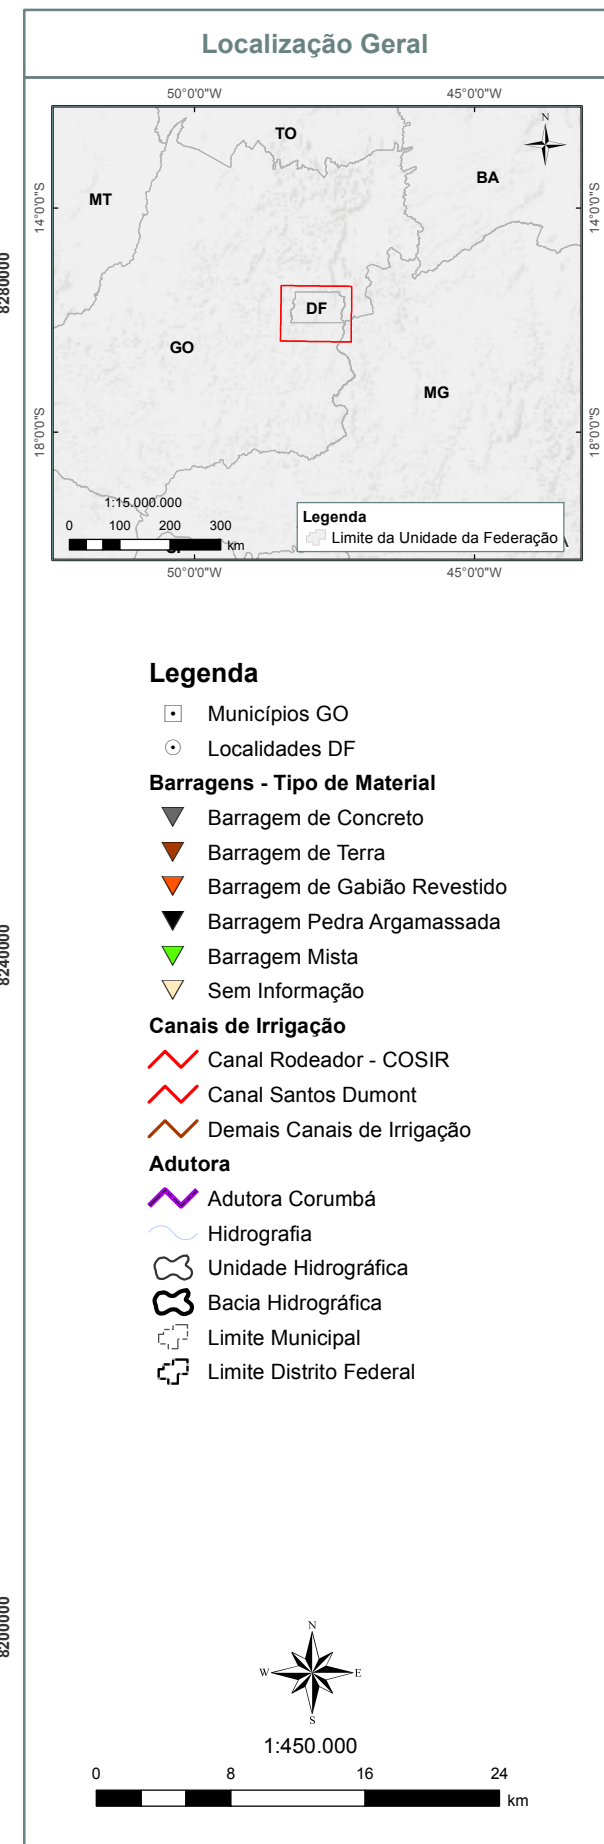 Localização Geral
50°0'0"W 45°0'0"W
N
TO
BA
MT
14°0'0"S 14°0'0"S
8280000
DF
GO
MG
18°0'0"S 18°0'0"S
1:15.000.000
0 100 200 300
km
Legenda
Limite da Unidade da Federação
50°0'0"W 45°0'0"W
Legenda
Municípios GO
Localidades DF
Barragens - Tipo de Material
Barragem de Concreto
Barragem de Terra
Barragem de Gabião Revestido
Barragem Pedra Argamassada
8240000
Barragem Mista
Sem Informação
Canais de Irrigação
Canal Rodeador - COSIR
Canal Santos Dumont
Demais Canais de Irrigação
Adutora
Adutora Corumbá
Hidrografia
Unidade Hidrográfica
Bacia Hidrográfica
Limite Municipal
Limite Distrito Federal
8200000
N
W E
S
1:450.000
0 8 16 24
km